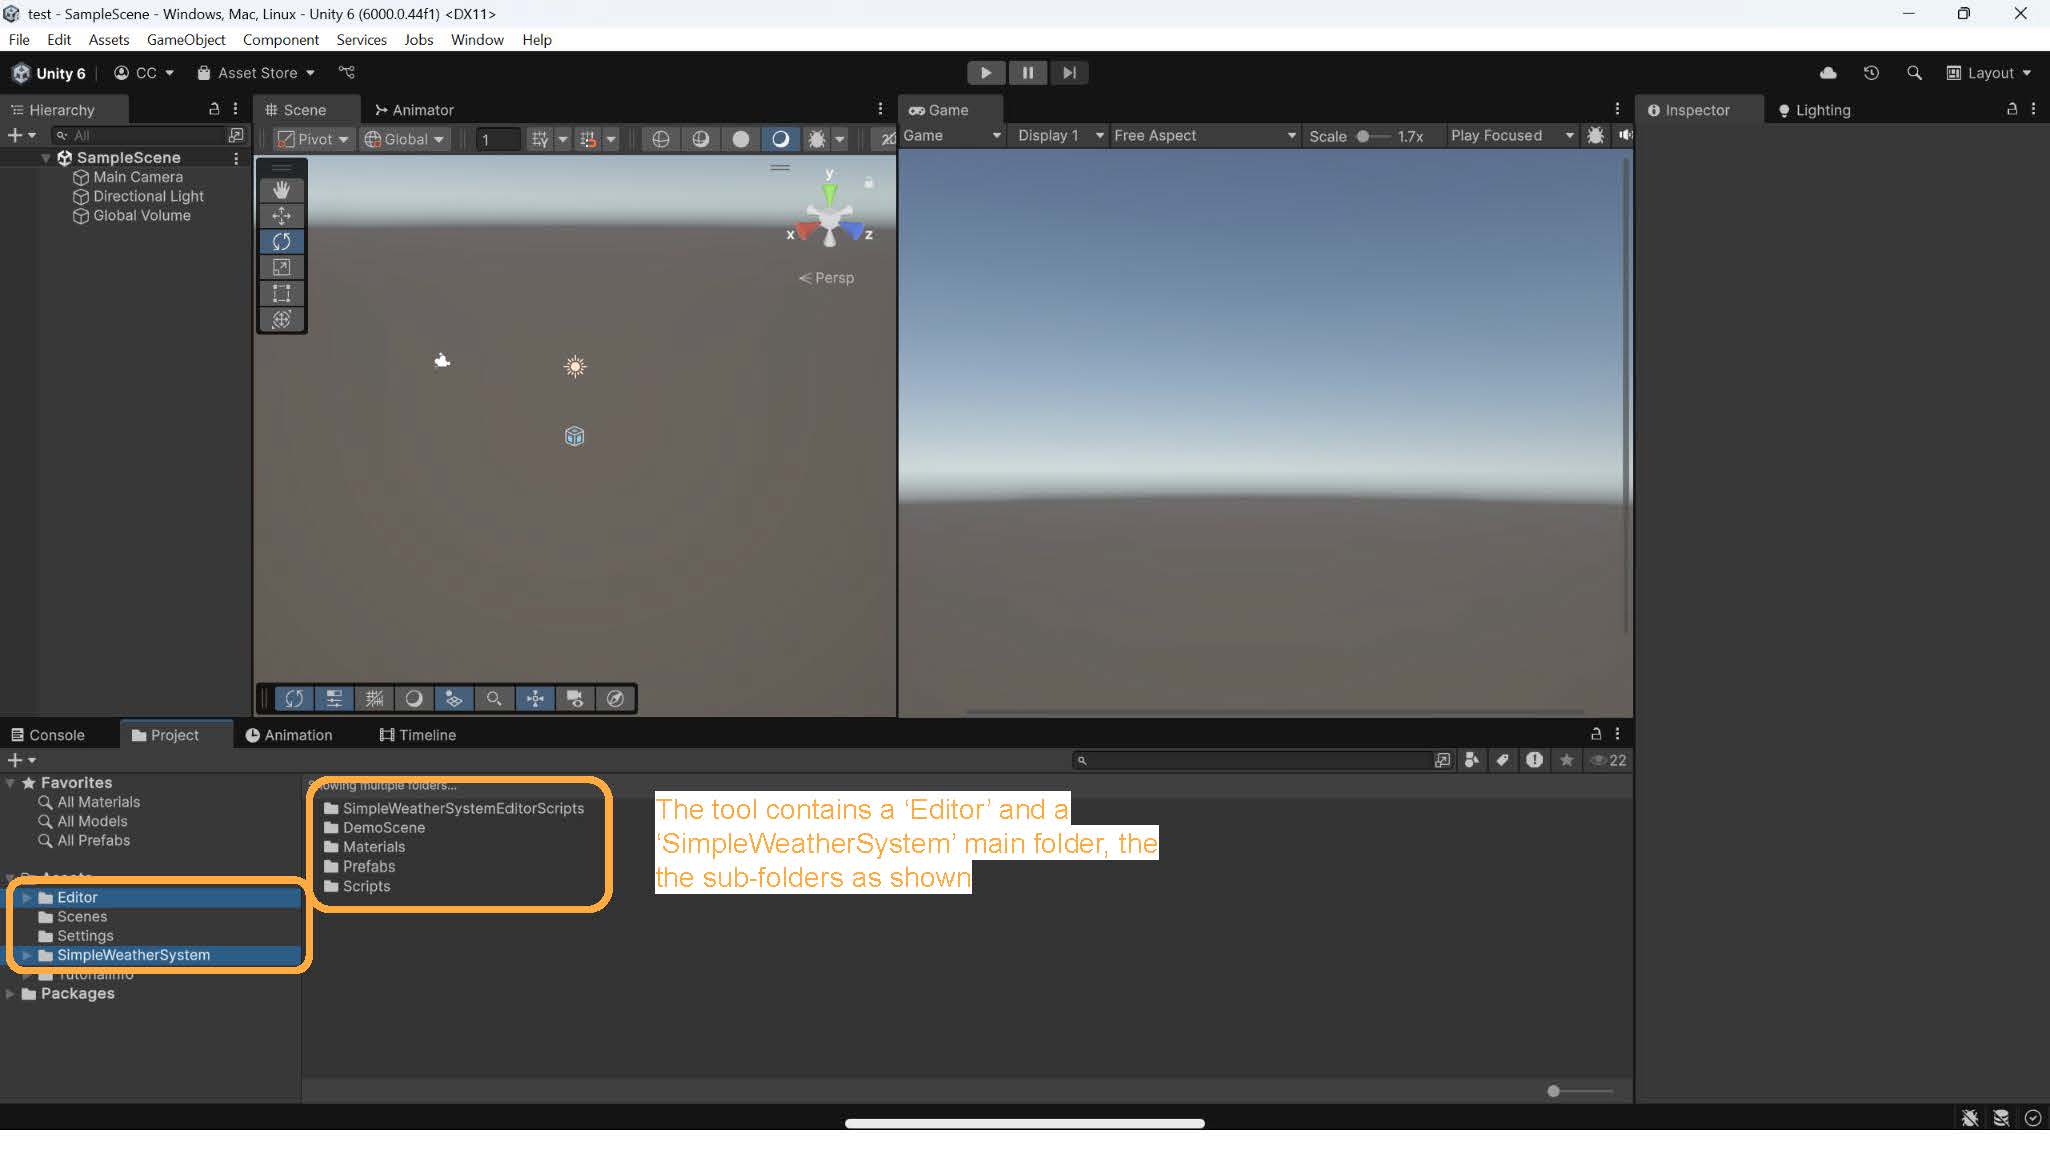 test - SampleScene - Windows, Mac, Linux - Unity 6 (6000.0.44f1) <DX11>
File Edit Assets GameObject Component Services Jobs Window Help
Unity 6 CC Asset Store Layout
Hierarchy Scene Animator Game Inspector Lighting
All Pivot Global 1 2D Game Display 1 Free Aspect Scale 1.7x Play Focused
SampleScene
Main Camera
Directional Light
Global Volume
y
x z
Persp
Console Project Animation Timeline
22
Favorites
All Materials
All Models
All Prefabs
Assets
Editor
Scenes
Settings
SimpleWeatherSystem
TutorialInfo
Packages
owing multiple folders...
SimpleWeatherSystemEditorScripts
DemoScene
Materials
Prefabs
Scripts
The tool contains a ‘Editor’ and a
‘SimpleWeatherSystem’ main folder, the
the sub-folders as shown